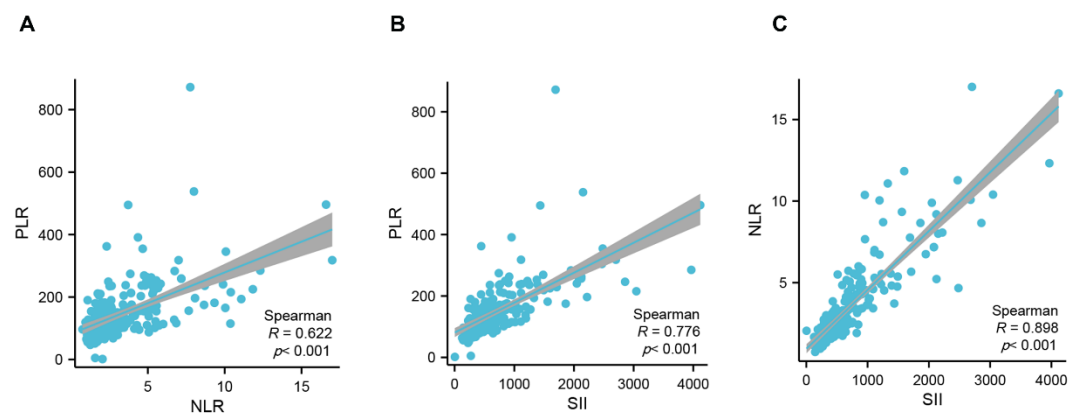 A
B
C
PLR
800
600
400
200
0
5
10
15
NLR
Spearman
R = 0.622
p< 0.001
PLR
800
600
400
200
0
0
1000
2000
3000
4000
SII
Spearman
R = 0.776
p< 0.001
NLR
15
10
5
0
1000
2000
3000
4000
SII
Spearman
R = 0.898
p< 0.001